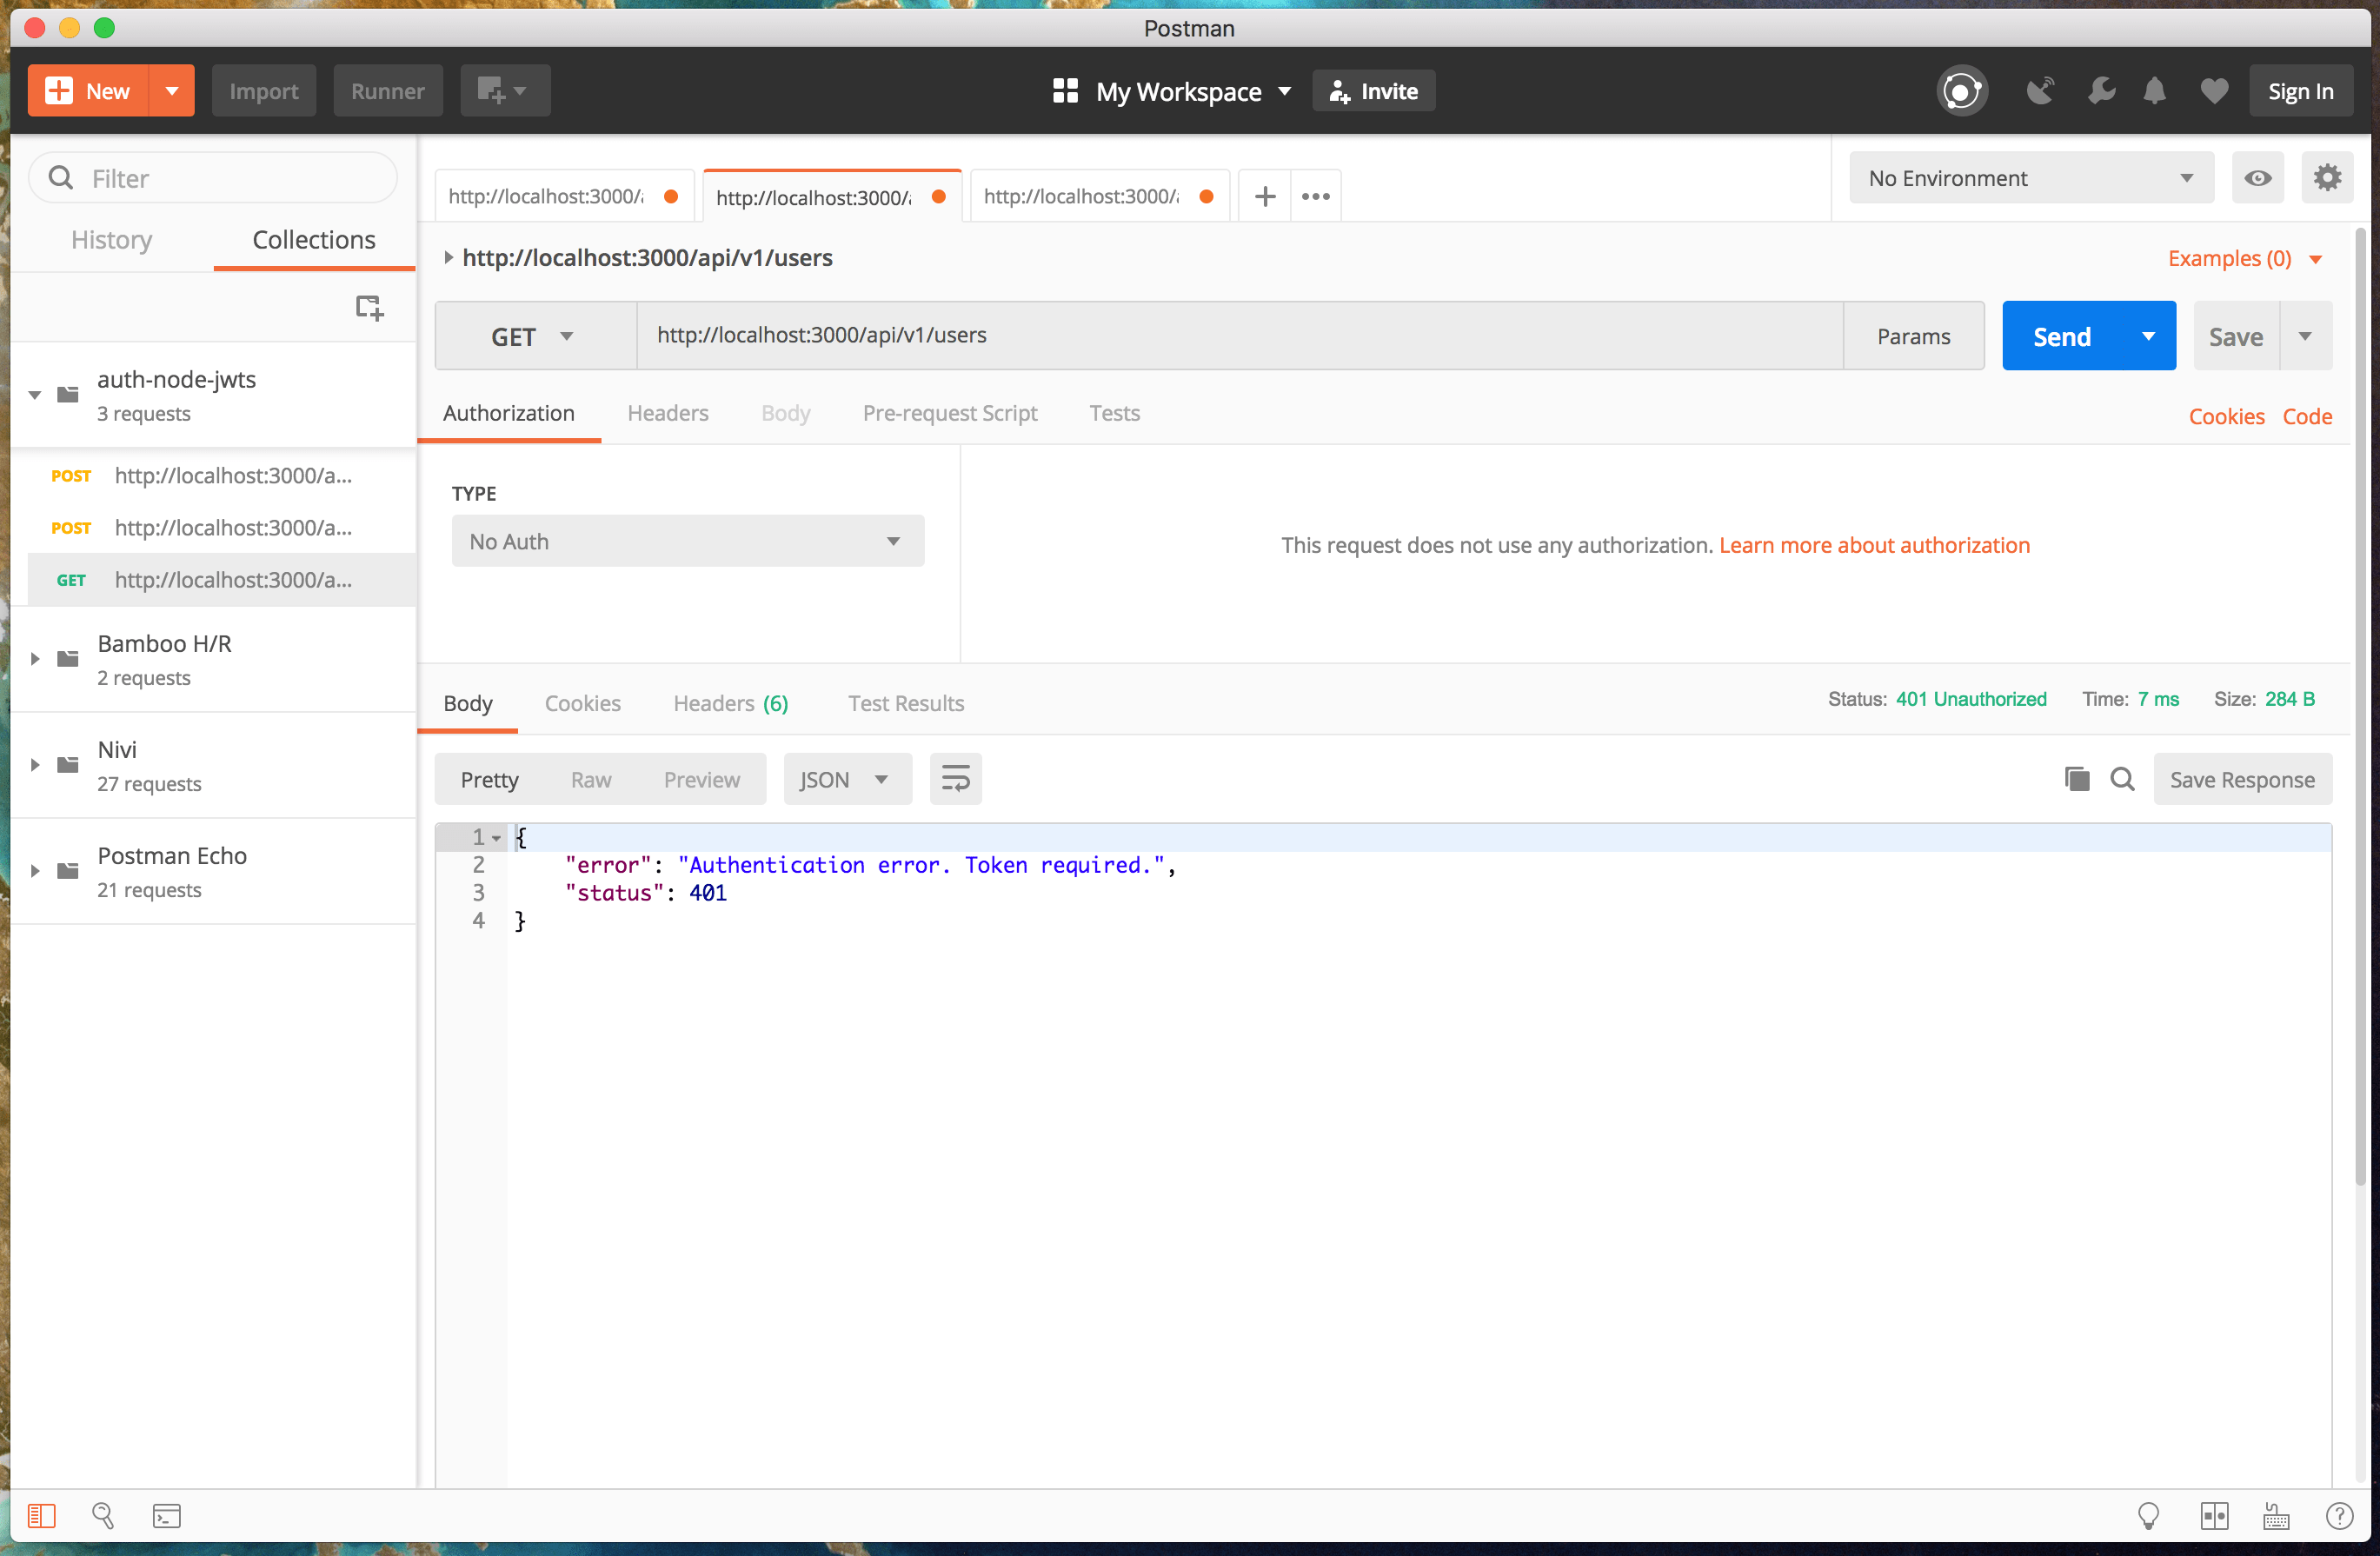 Postman
New
Import
Runner
My Workspace
Invite
Sign In
Filter
History
Collections
auth-node-jwts
3 requests
POST http://localhost:3000/a...
POST http://localhost:3000/a...
GET http://localhost:3000/a...
Bamboo H/R
2 requests
Nivi
27 requests
Postman Echo
21 requests
http://localhost:3000/
http://localhost:3000/
http://localhost:3000/
No Environment
http://localhost:3000/api/v1/users
Examples (0)
GET
http://localhost:3000/api/v1/users
Params
Send
Save
Authorization
Headers
Body
Pre-request Script
Tests
Cookies
Code
TYPE
No Auth
This request does not use any authorization. Learn more about authorization
Body
Cookies
Headers (6)
Test Results
Status: 401 Unauthorized
Time: 7 ms
Size: 284 B
Pretty
Raw
Preview
JSON
Save Response
1 {
2 "error": "Authentication error. Token required.",
3 "status": 401
4 }